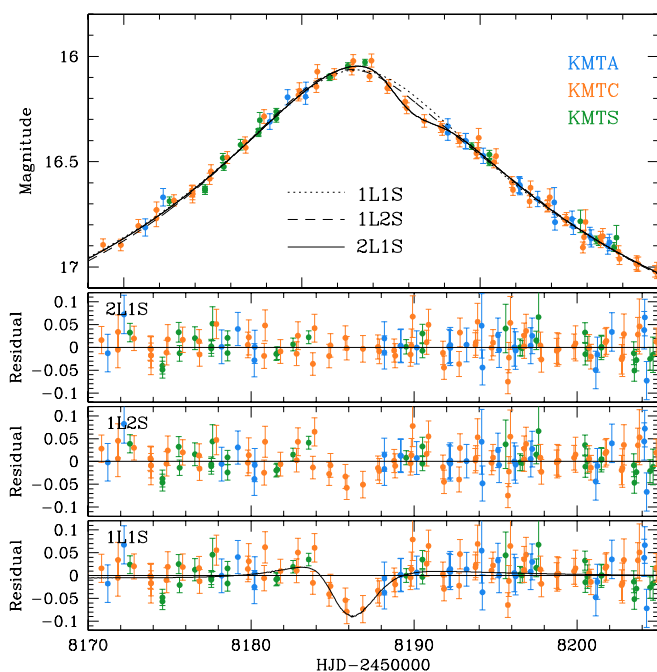 16
16.5
17
Magnitude
KMTA
KMTC
KMTS
1L1S
1L2S
2L1S
2L1S
0.1
0.05
0
−0.05
−0.1
Residual
1L2S
0.1
0.05
0
−0.05
−0.1
Residual
1L1S
0.1
0.05
0
−0.05
−0.1
Residual
8170
8180
8190
8200
HJD−2450000